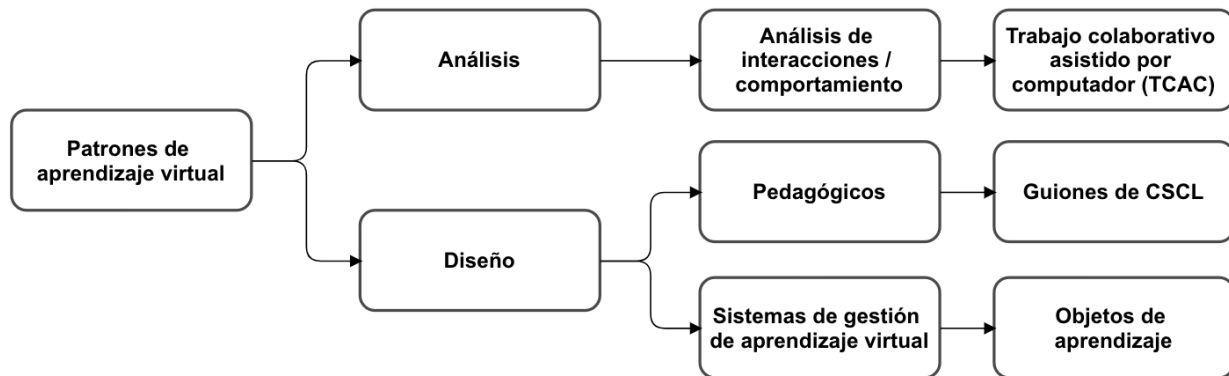 Patrones de
aprendizaje virtual
Análisis
Análisis de
interacciones /
comportamiento
Trabajo colaborativo
asistido por
computador (TCAC)
Diseño
Pedagógicos
Guiones de CSCL
Sistemas de gestión
de aprendizaje virtual
Objetos de
aprendizaje